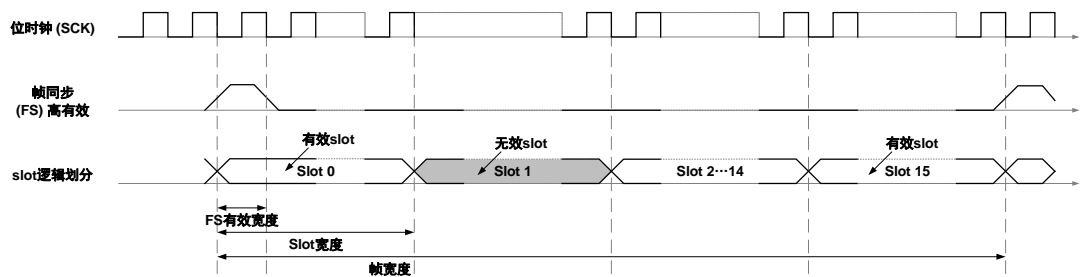 位时钟 (SCK)
帧同步
(FS) 高有效
有效slot
无效slot
有效slot
slot逻辑划分
Slot 0
Slot 1
Slot 2…14
Slot 15
FS有效宽度
Slot宽度
帧宽度